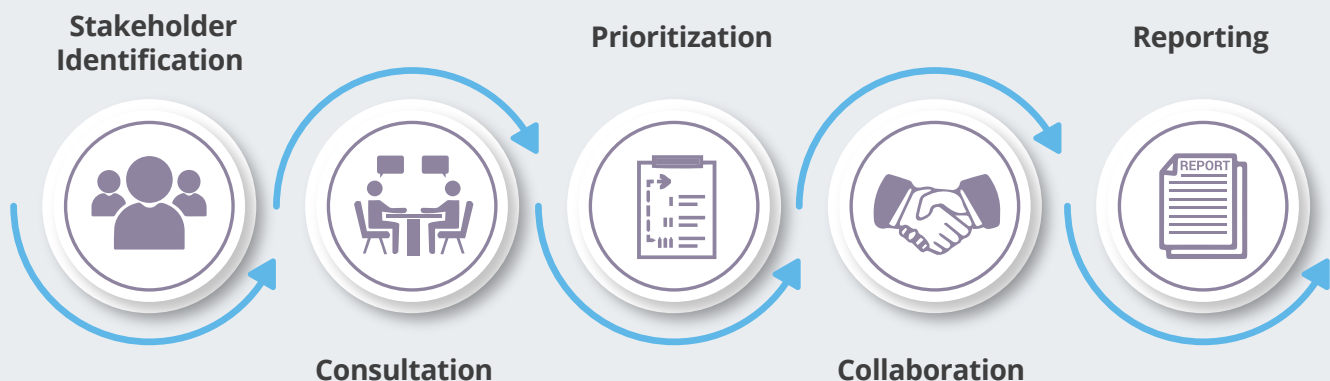 Stakeholder
Identification
Consultation
Prioritization
Collaboration
Reporting
REPORT